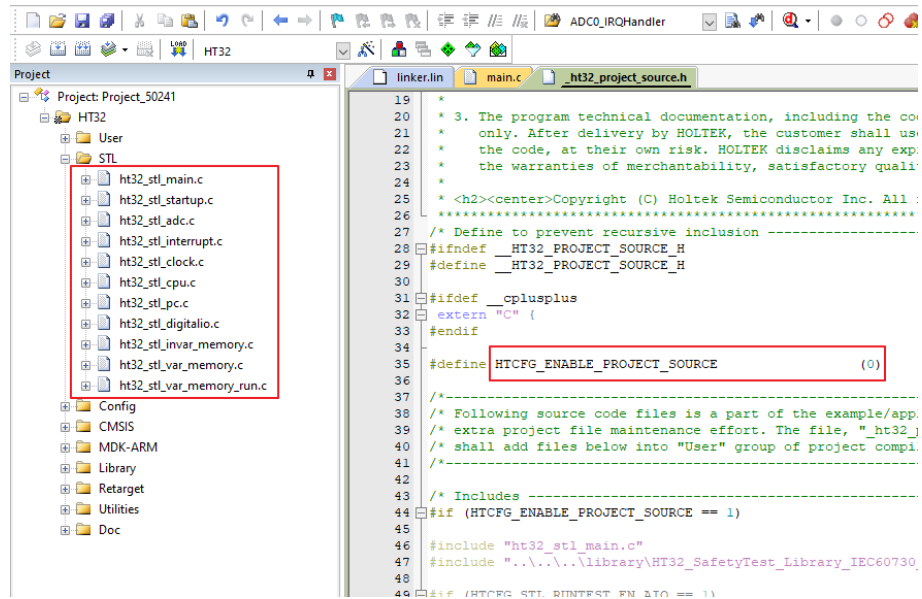 ADC0_IRQHandler
LOAD HT32
Project
Project: Project_50241
HT32
User
STL
ht32_stl_main.c
ht32_stl_startup.c
ht32_stl_adc.c
ht32_stl_interrupt.c
ht32_stl_clock.c
ht32_stl_cpu.c
ht32_stl_pc.c
ht32_stl_digitalio.c
ht32_stl_invar_memory.c
ht32_stl_var_memory.c
ht32_stl_var_memory_run.c
Config
CMSIS
MDK-ARM
Library
Retarget
Utilities
Doc
linker.lin main.c _ht32_project_source.h
19 *
20 * 3. The program technical documentation, including the co
21 * only. After delivery by HOLTEK, the customer shall us
22 * the code, at their own risk. HOLTEK disclaims any exp
23 * the warranties of merchantability, satisfactory quali
24 *
25 * <h2><center>Copyright (C) Holtek Semiconductor Inc. All
26 ************************************************************
27 /* Define to prevent recursive inclusion -------------------
28 #ifndef __HT32_PROJECT_SOURCE_H
29 #define __HT32_PROJECT_SOURCE_H
30
31 #ifdef __cplusplus
32 extern "C" {
33 #endif
34
35 #define HTCFG_ENABLE_PROJECT_SOURCE (0)
36
37 /*----------------------------------------------------------
38 /* Following source code files is a part of the example/app
39 /* extra project file maintenance effort. The file, "_ht32_p
40 /* shall add files below into "User" group of project compi
41 /*----------------------------------------------------------
42
43 /* Includes ------------------------------------------------
44 #if (HTCFG_ENABLE_PROJECT_SOURCE == 1)
45
46 #include "ht32_stl_main.c"
47 #include "..\..\..\library\HT32_SafetyTest_Library_IEC60730_
48
49 #if (HTCFG_STL_RUNTEST_EN_AIO == 1)